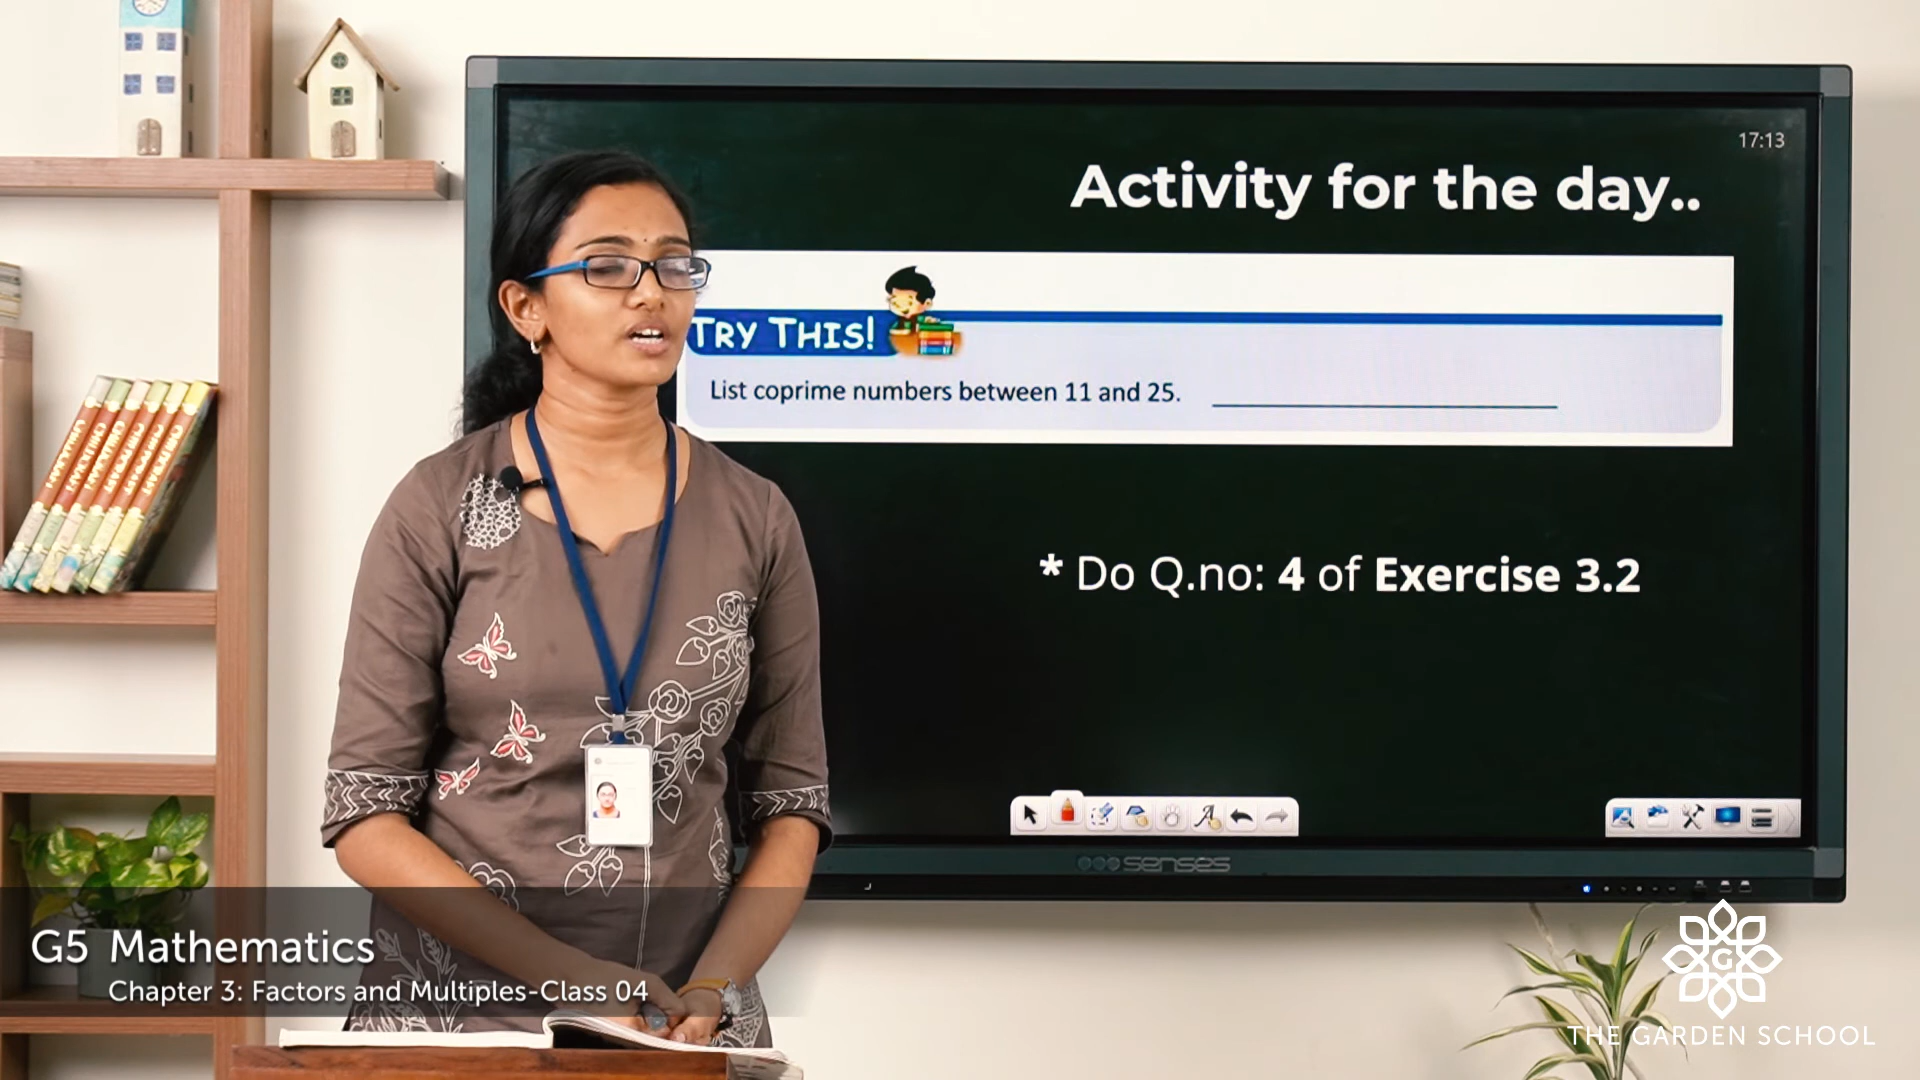 17:13
Activity for the day..
TRY THIS!
List coprime numbers between 11 and 25. ____________
* Do Q.no: 4 of Exercise 3.2
senses
G5 Mathematics
Chapter 3: Factors and Multiples-Class 04
G
THE GARDEN SCHOOL